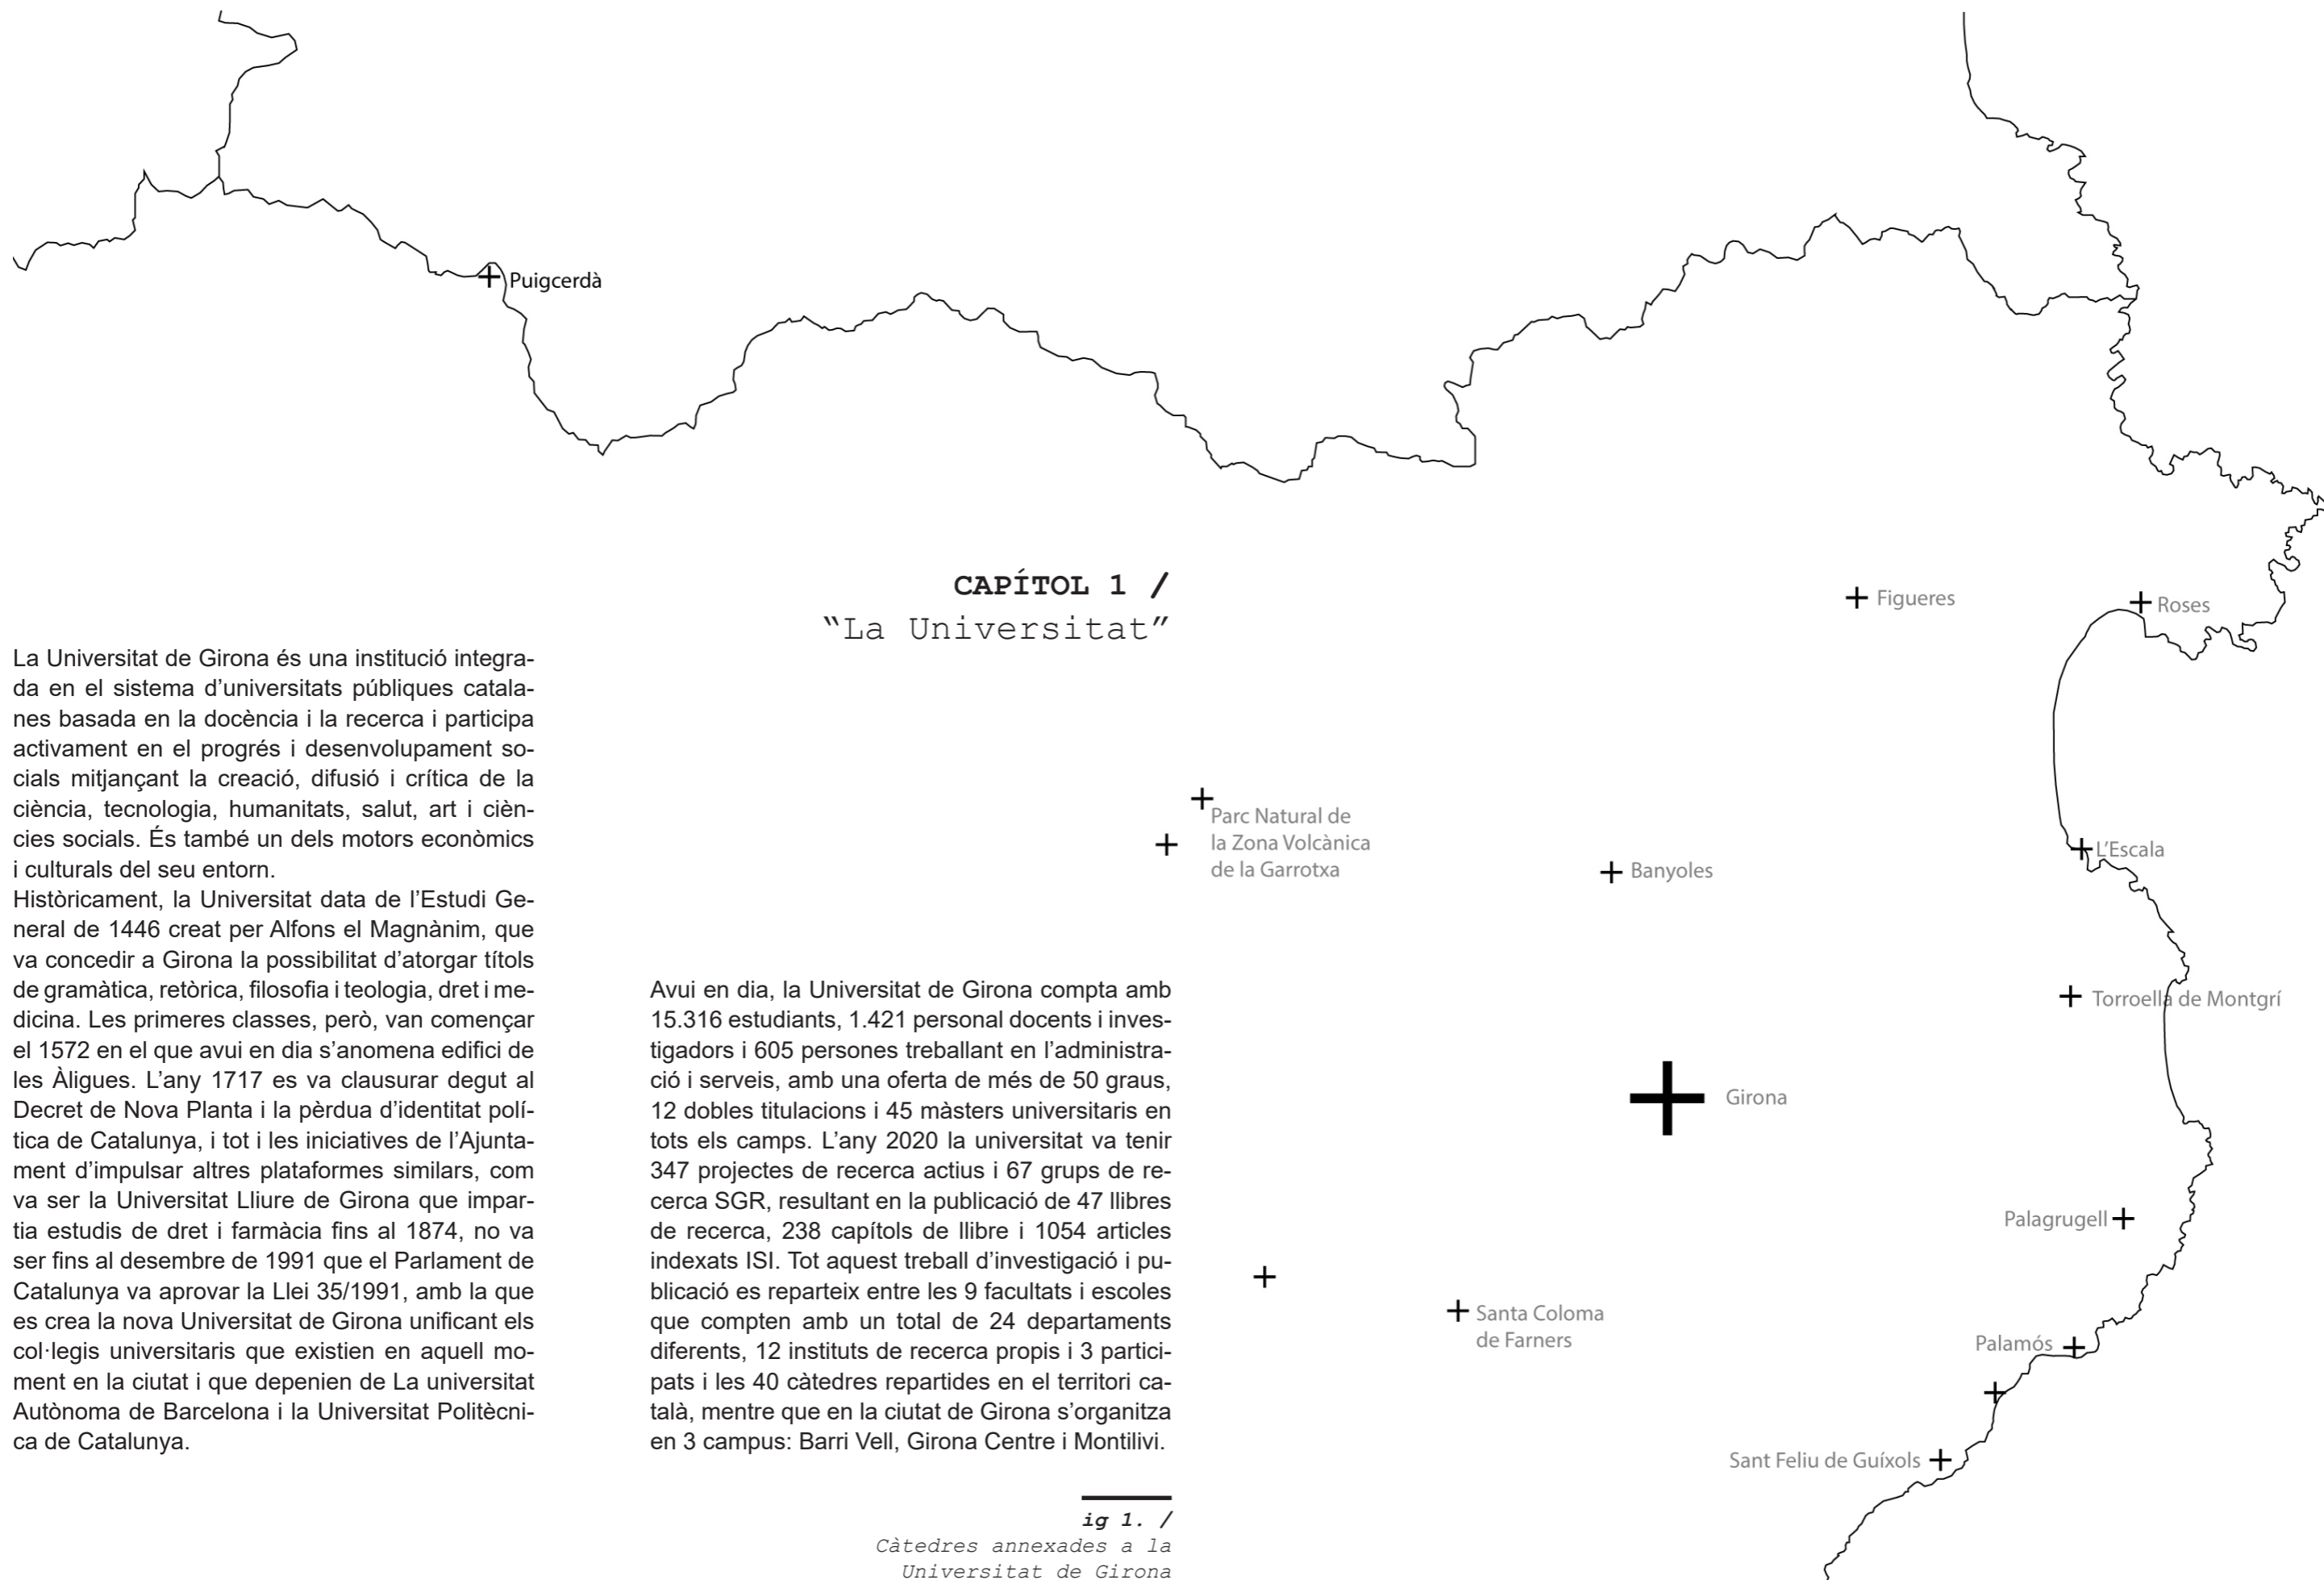 Puigcerdà
CAPÍTOL 1 /
“La Universitat”
La Universitat de Girona és una institució integra-
da en el sistema d’universitats públiques catala-
nes basada en la docència i la recerca i participa
activament en el progrés i desenvolupament so-
cials mitjançant la creació, difusió i crítica de la
ciència, tecnologia, humanitats, salut, art i cièn-
cies socials. És també un dels motors econòmics
i culturals del seu entorn.
Històricament, la Universitat data de l’Estudi Ge-
neral de 1446 creat per Alfons el Magnànim, que
va concedir a Girona la possibilitat d’atorgar títols
de gramàtica, retòrica, filosofia i teologia, dret i me-
dicina. Les primeres classes, però, van començar
el 1572 en el que avui en dia s’anomena edifici de
les Àligues. L’any 1717 es va clausurar degut al
Decret de Nova Planta i la pèrdua d’identitat polí-
tica de Catalunya, i tot i les iniciatives de l’Ajunta-
ment d’impulsar altres plataformes similars, com
va ser la Universitat Lliure de Girona que impar-
tia estudis de dret i farmàcia fins al 1874, no va
ser fins al desembre de 1991 que el Parlament de
Catalunya va aprovar la Llei 35/1991, amb la que
es crea la nova Universitat de Girona unificant els
col·legis universitaris que existien en aquell mo-
ment en la ciutat i que depenien de La universitat
Autònoma de Barcelona i la Universitat Politècni-
ca de Catalunya.
Avui en dia, la Universitat de Girona compta amb
15.316 estudiants, 1.421 personal docents i inves-
tigadors i 605 persones treballant en l’administra-
ció i serveis, amb una oferta de més de 50 graus,
12 dobles titulacions i 45 màsters universitaris en
tots els camps. L’any 2020 la universitat va tenir
347 projectes de recerca actius i 67 grups de re-
cerca SGR, resultant en la publicació de 47 llibres
de recerca, 238 capítols de llibre i 1054 articles
indexats ISI. Tot aquest treball d’investigació i pu-
blicació es reparteix entre les 9 facultats i escoles
que compten amb un total de 24 departaments
diferents, 12 instituts de recerca propis i 3 partici-
pats i les 40 càtedres repartides en el territori ca-
talà, mentre que en la ciutat de Girona s’organitza
en 3 campus: Barri Vell, Girona Centre i Montilivi.
ig 1. /
Càtedres annexades a la
Universitat de Girona
Figueres
Roses
Parc Natural de
la Zona Volcànica
de la Garrotxa
Banyoles
L’Escala
Torroella de Montgrí
Girona
Palagrugell
Santa Coloma
de Farners
Palamós
Sant Feliu de Guíxols